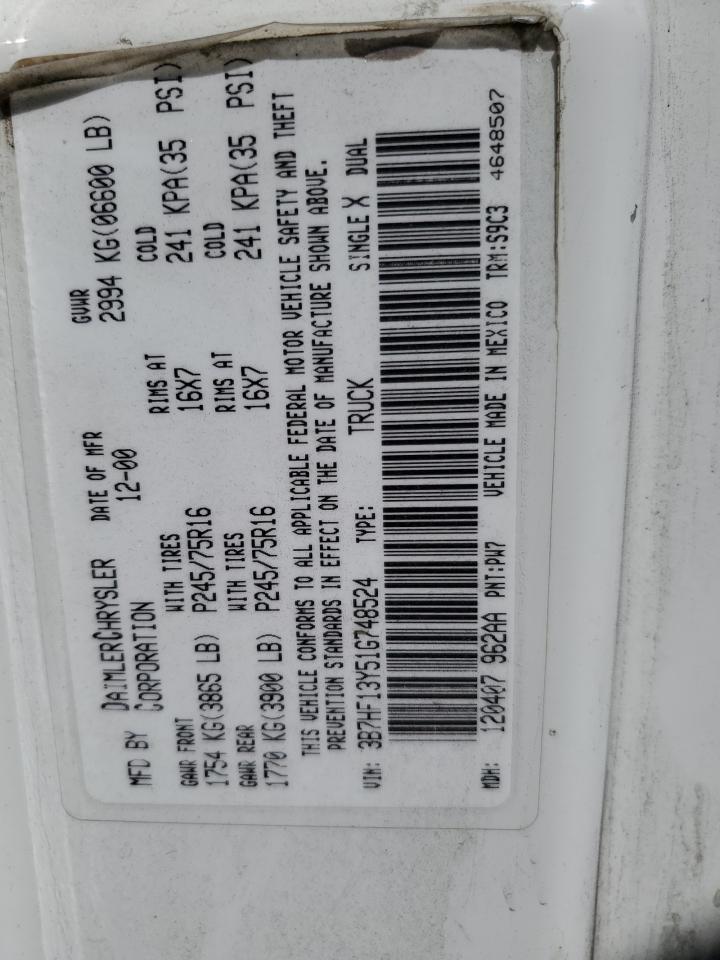 MFD BY DAIMLERCHRYSLER CORPORATION DATE OF MFR 12-00 GVWR 2994 KG(06600 LB)
GAWR FRONT WITH TIRES RIMS AT COLD
1754 KG(3865 LB) P245/75R16 16X7 241 KPA(35 PSI)
GAWR REAR WITH TIRES RIMS AT COLD
1770 KG(3900 LB) P245/75R16 16X7 241 KPA(35 PSI)
THIS VEHICLE CONFORMS TO ALL APPLICABLE FEDERAL MOTOR VEHICLE SAFETY AND THEFT
PREVENTION STANDARDS IN EFFECT ON THE DATE OF MANUFACTURE SHOWN ABOVE.
VIN: 3B7HF13Y51G748524 TYPE: TRUCK SINGLE X DUAL
MDH: 120407 962AA PNT:PW7 VEHICLE MADE IN MEXICO TRM:S9C3 4648507